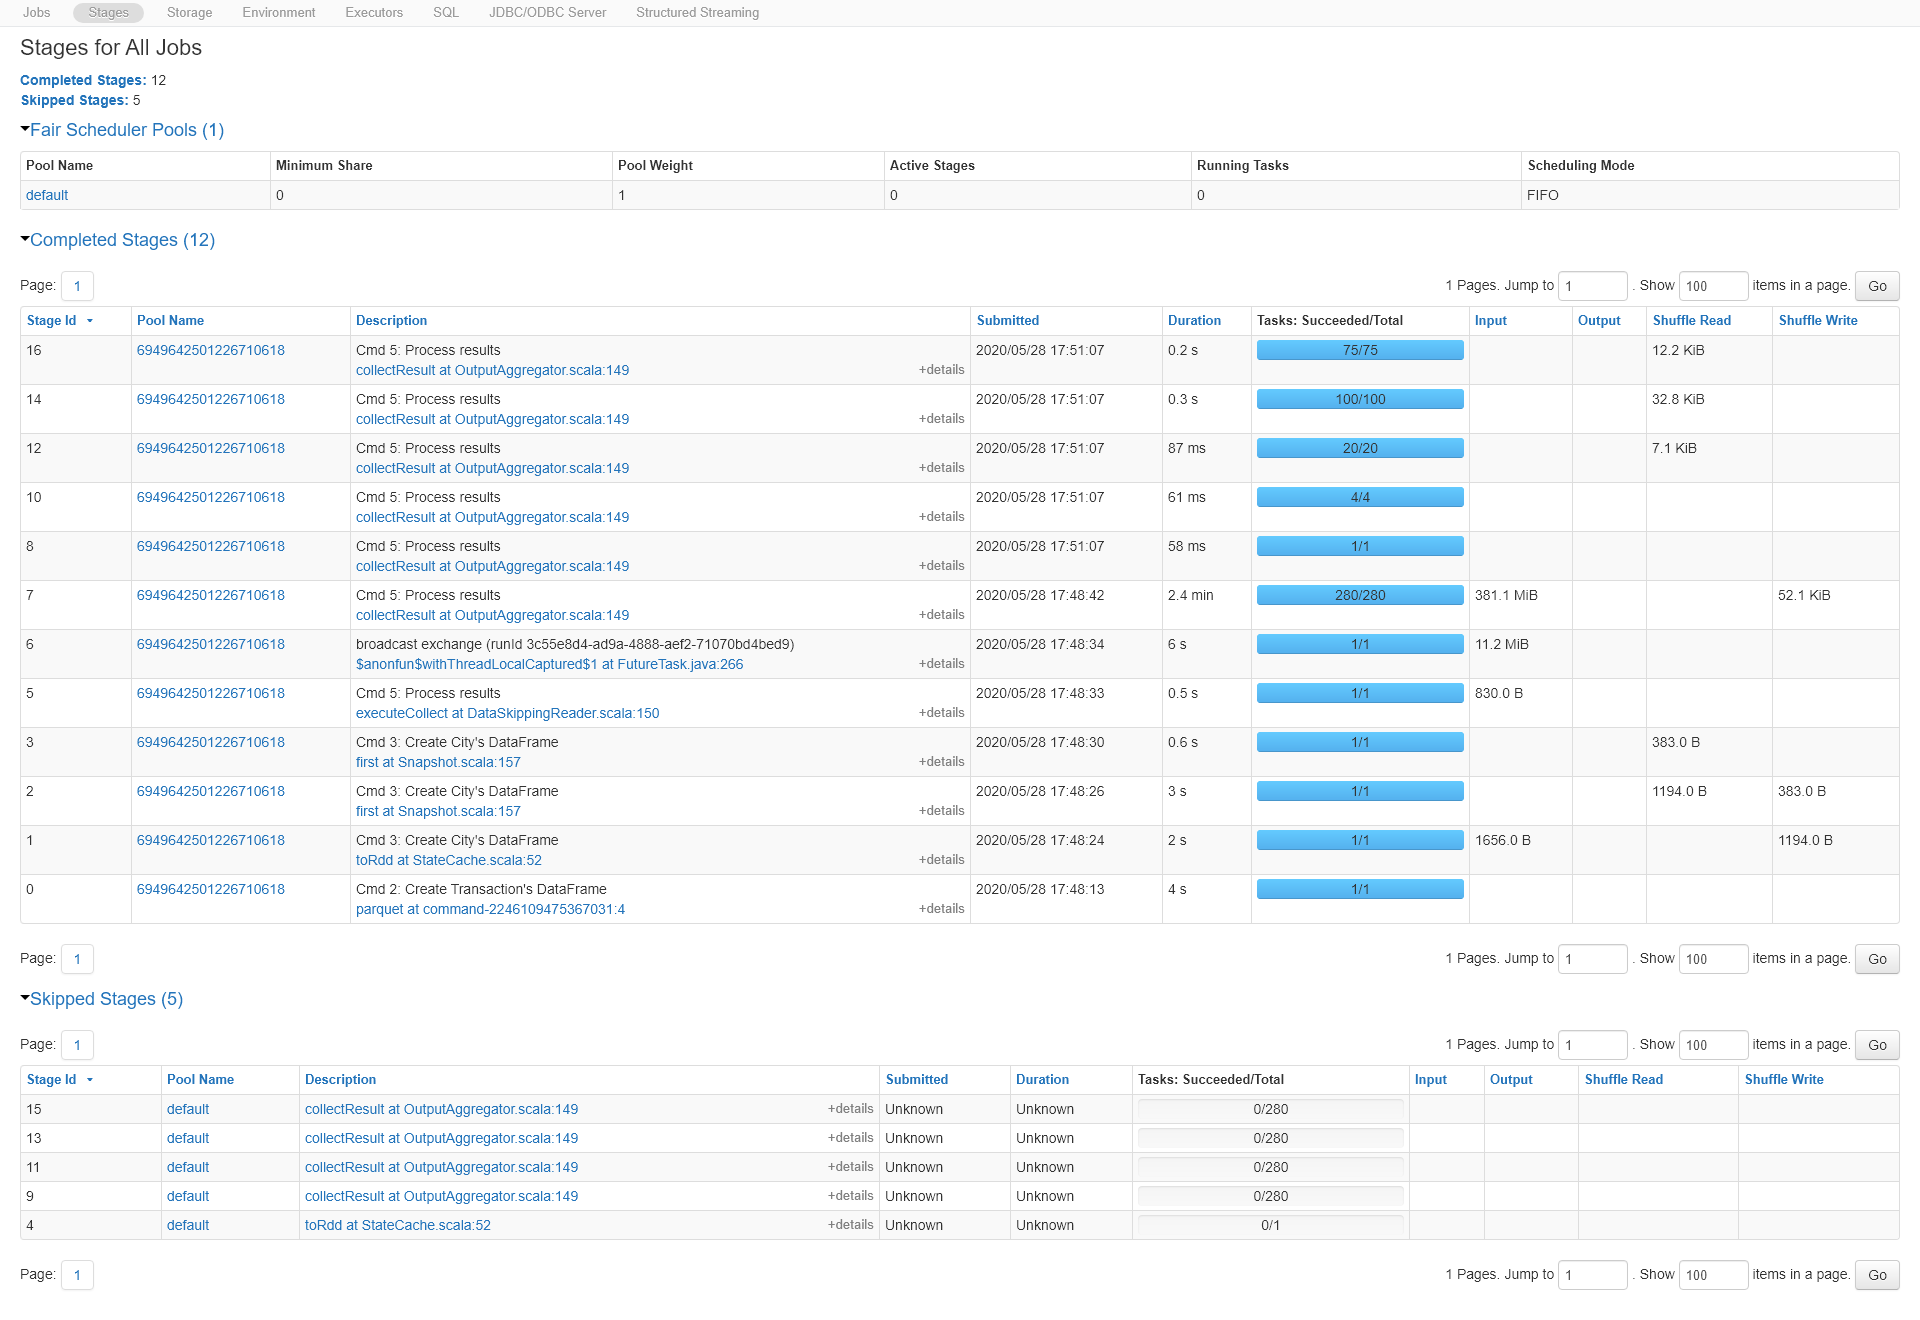 Jobs Stages Storage Environment Executors SQL JDBC/ODBC Server Structured Streaming
Stages for All Jobs
Completed Stages: 12
Skipped Stages: 5
Fair Scheduler Pools (1)
Pool Name Minimum Share Pool Weight Active Stages Running Tasks Scheduling Mode
default 0 1 0 0 FIFO
Completed Stages (12)
Page: 1 1 Pages. Jump to 1 . Show 100 items in a page. Go
Stage Id Pool Name Description Submitted Duration Tasks: Succeeded/Total Input Output Shuffle Read Shuffle Write
16 6949642501226710618 Cmd 5: Process results 2020/05/28 17:51:07 0.2 s 75/75 12.2 KiB
collectResult at OutputAggregator.scala:149 +details
14 6949642501226710618 Cmd 5: Process results 2020/05/28 17:51:07 0.3 s 100/100 32.8 KiB
collectResult at OutputAggregator.scala:149 +details
12 6949642501226710618 Cmd 5: Process results 2020/05/28 17:51:07 87 ms 20/20 7.1 KiB
collectResult at OutputAggregator.scala:149 +details
10 6949642501226710618 Cmd 5: Process results 2020/05/28 17:51:07 61 ms 4/4
collectResult at OutputAggregator.scala:149 +details
8 6949642501226710618 Cmd 5: Process results 2020/05/28 17:51:07 58 ms 1/1
collectResult at OutputAggregator.scala:149 +details
7 6949642501226710618 Cmd 5: Process results 2020/05/28 17:48:42 2.4 min 280/280 381.1 MiB 52.1 KiB
collectResult at OutputAggregator.scala:149 +details
6 6949642501226710618 broadcast exchange (runId 3c55e8d4-ad9a-4888-aef2-71070bd4bed9) 2020/05/28 17:48:34 6 s 1/1 11.2 MiB
$anonfun$withThreadLocalCaptured$1 at FutureTask.java:266 +details
5 6949642501226710618 Cmd 5: Process results 2020/05/28 17:48:33 0.5 s 1/1 830.0 B
executeCollect at DataSkippingReader.scala:150 +details
3 6949642501226710618 Cmd 3: Create City's DataFrame 2020/05/28 17:48:30 0.6 s 1/1 383.0 B
first at Snapshot.scala:157 +details
2 6949642501226710618 Cmd 3: Create City's DataFrame 2020/05/28 17:48:26 3 s 1/1 1194.0 B 383.0 B
first at Snapshot.scala:157 +details
1 6949642501226710618 Cmd 3: Create City's DataFrame 2020/05/28 17:48:24 2 s 1/1 1656.0 B 1194.0 B
toRdd at StateCache.scala:52 +details
0 6949642501226710618 Cmd 2: Create Transaction's DataFrame 2020/05/28 17:48:13 4 s 1/1
parquet at command-2246109475367031:4 +details
Page: 1 1 Pages. Jump to 1 . Show 100 items in a page. Go
Skipped Stages (5)
Page: 1 1 Pages. Jump to 1 . Show 100 items in a page. Go
Stage Id Pool Name Description Submitted Duration Tasks: Succeeded/Total Input Output Shuffle Read Shuffle Write
15 default collectResult at OutputAggregator.scala:149 +details Unknown Unknown 0/280
13 default collectResult at OutputAggregator.scala:149 +details Unknown Unknown 0/280
11 default collectResult at OutputAggregator.scala:149 +details Unknown Unknown 0/280
9 default collectResult at OutputAggregator.scala:149 +details Unknown Unknown 0/280
4 default toRdd at StateCache.scala:52 +details Unknown Unknown 0/1
Page: 1 1 Pages. Jump to 1 . Show 100 items in a page. Go